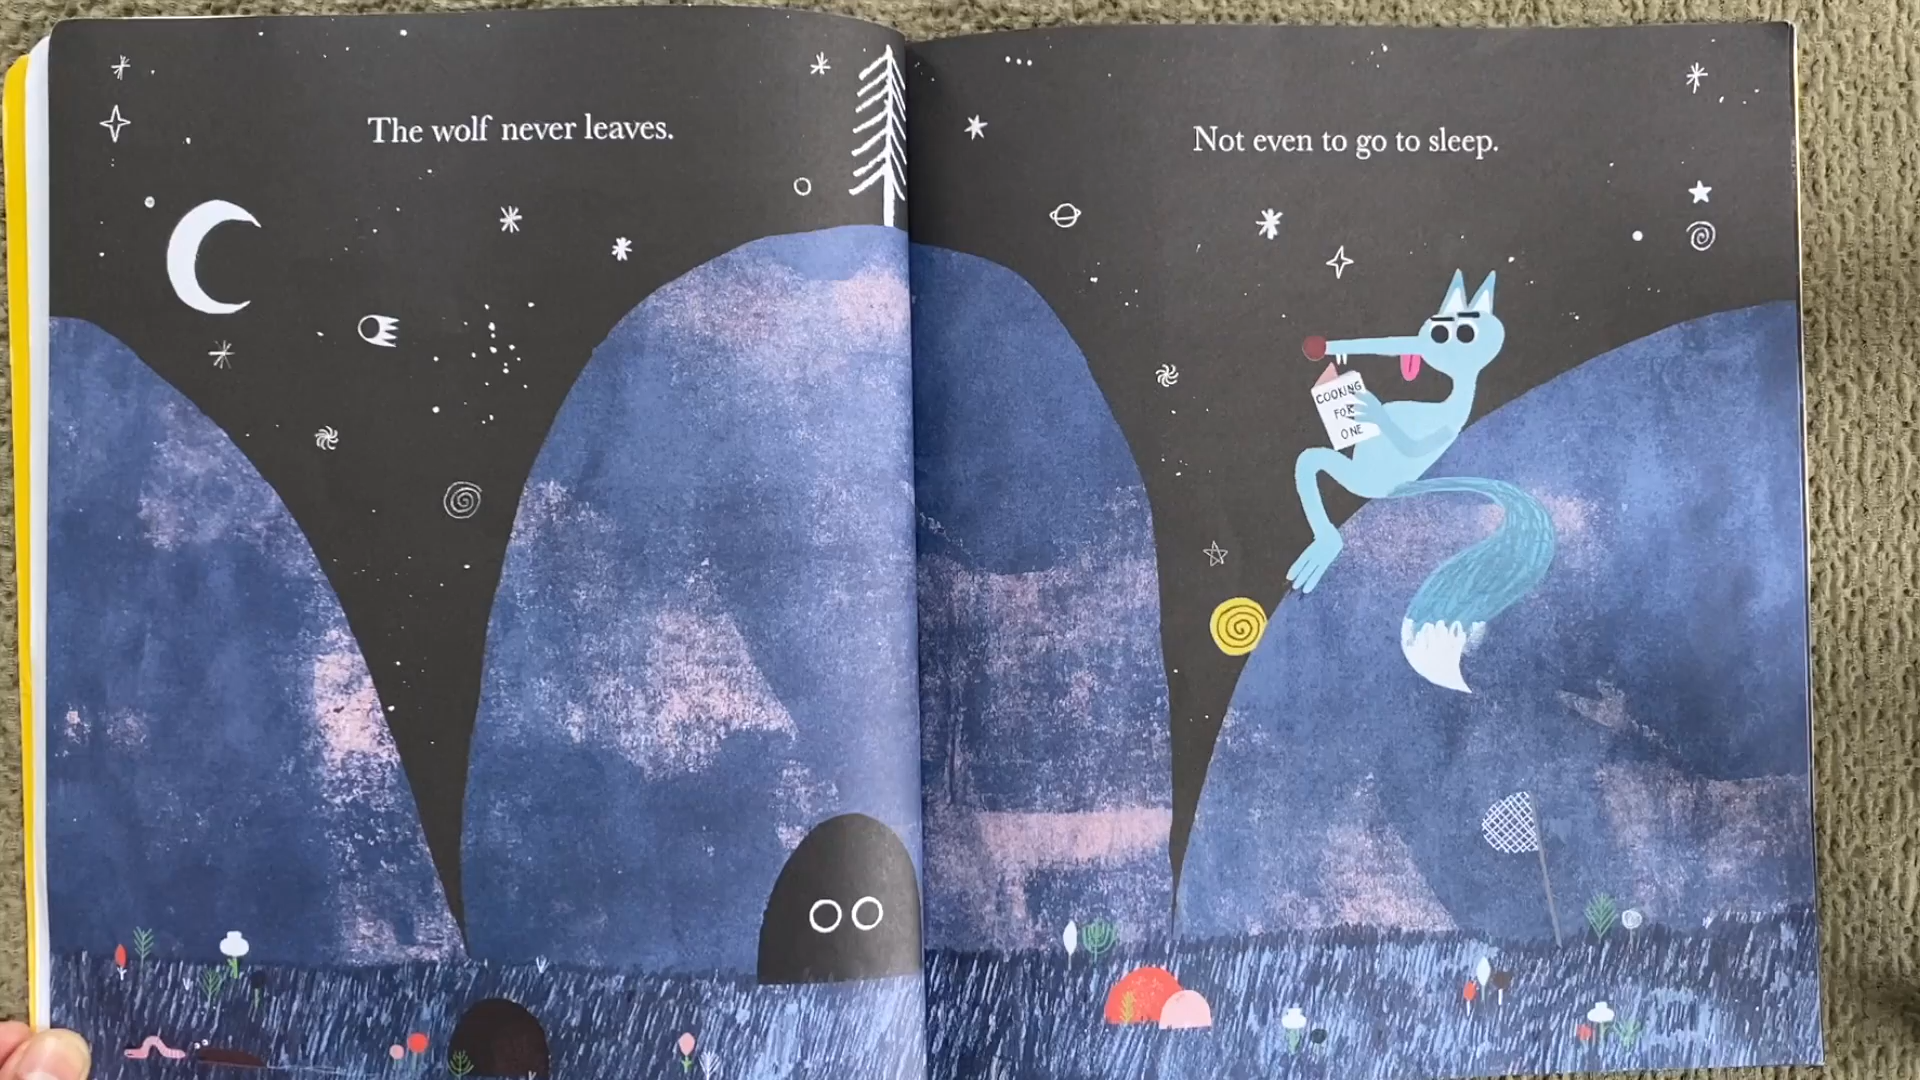 The wolf never leaves.
Not even to go to sleep.
COOKING
FOR
ONE